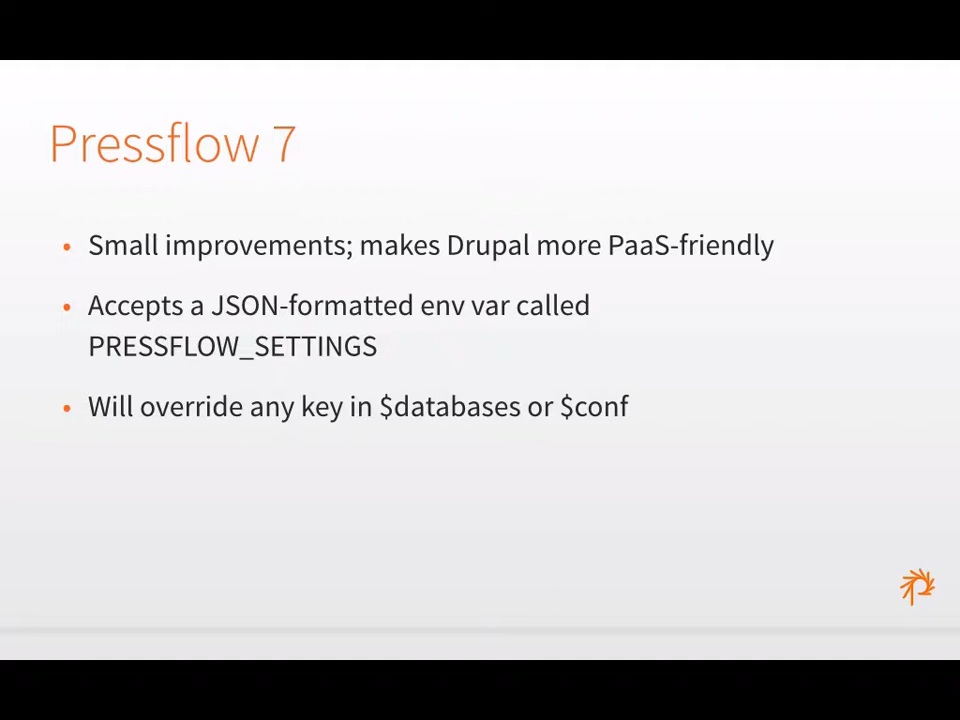 Pressflow 7
• Small improvements; makes Drupal more PaaS-friendly
• Accepts a JSON-formatted env var called
PRESSFLOW_SETTINGS
• Will override any key in $databases or $conf